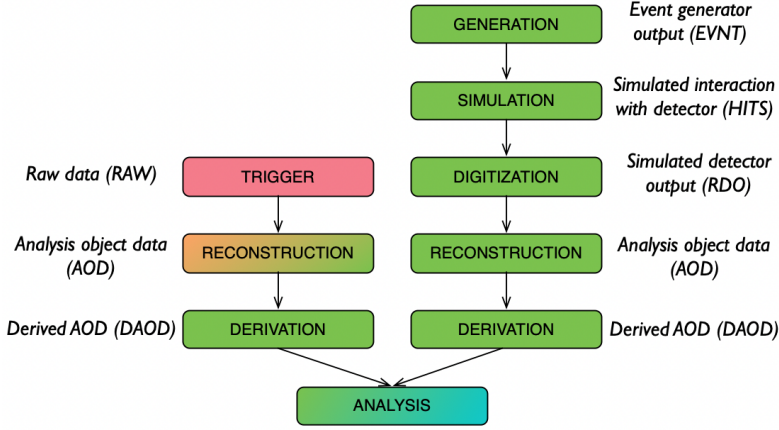 GENERATION
Event generator
output (EVNT)
SIMULATION
Simulated interaction
with detector (HITS)
Raw data (RAW)
TRIGGER
DIGITIZATION
Simulated detector
output (RDO)
Analysis object data
(AOD)
RECONSTRUCTION
RECONSTRUCTION
Analysis object data
(AOD)
Derived AOD (DAOD)
DERIVATION
DERIVATION
Derived AOD (DAOD)
ANALYSIS